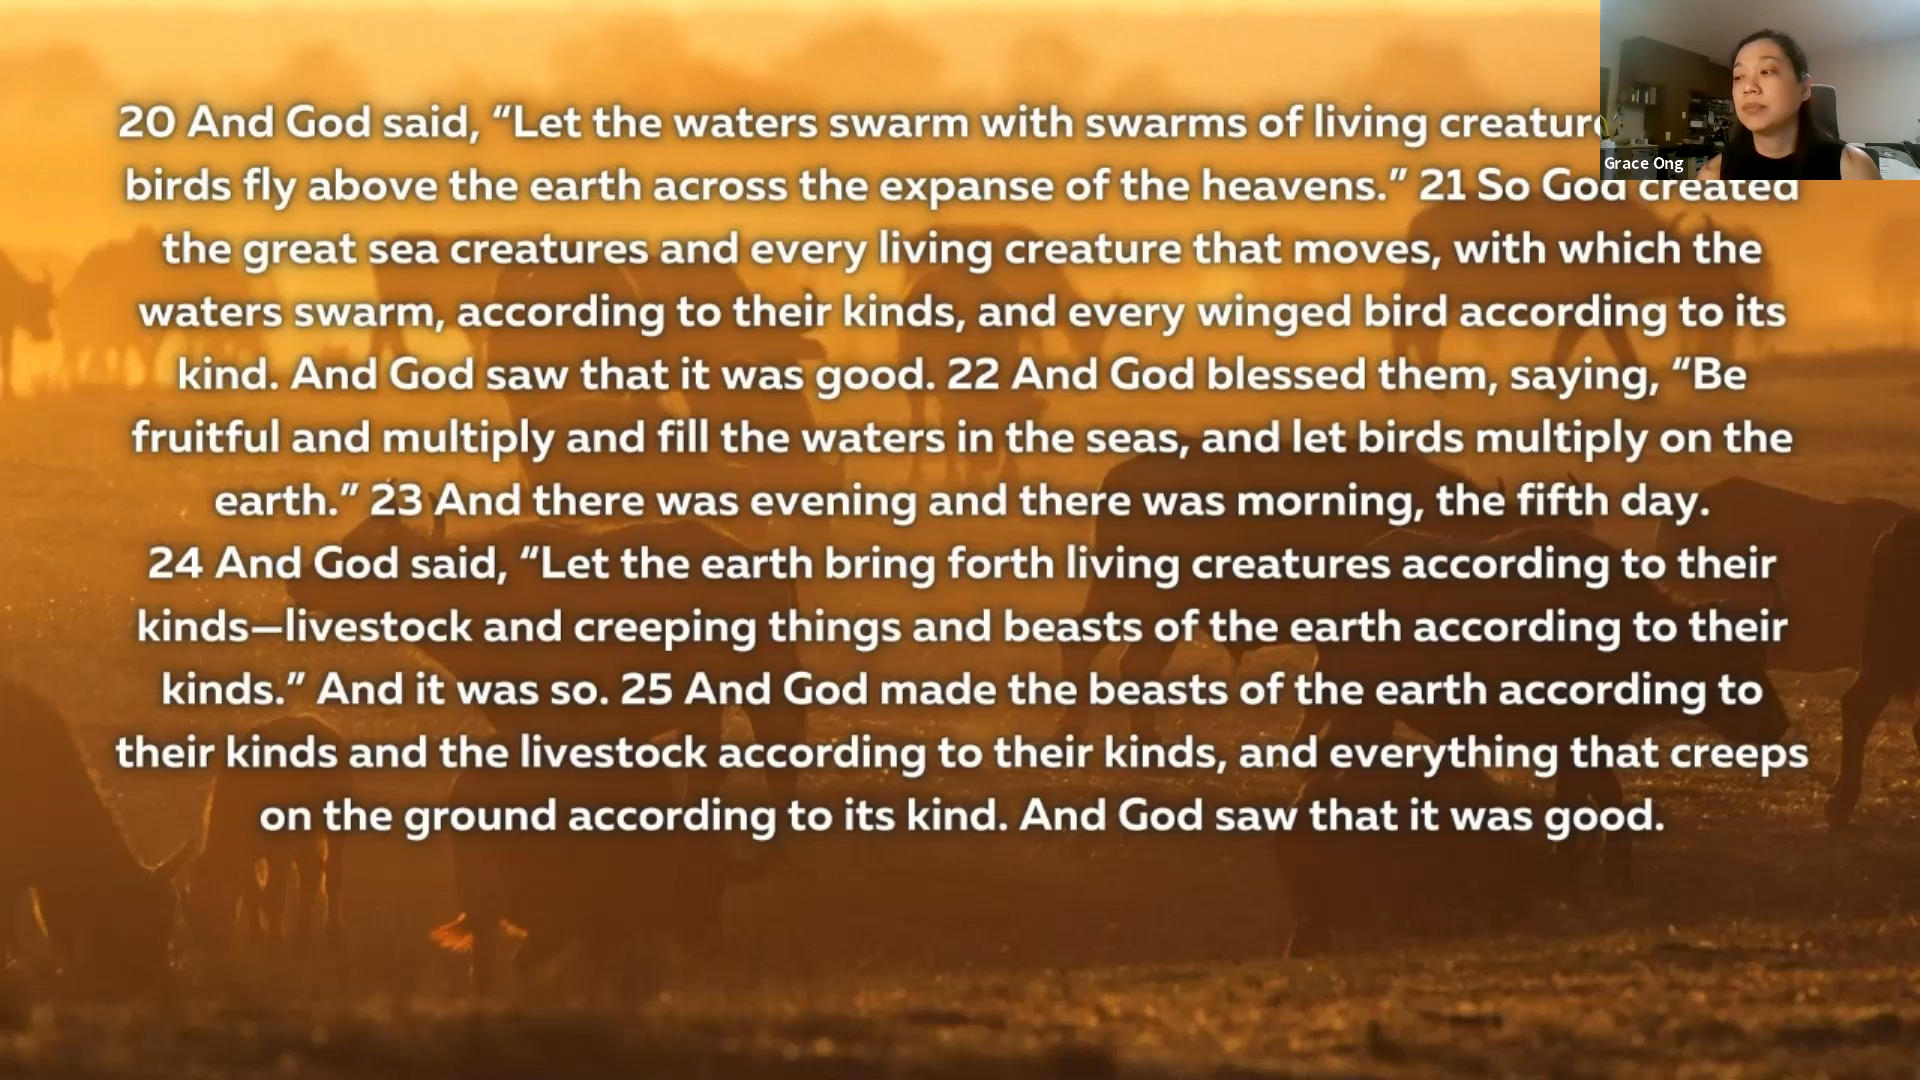 20 And God said, “Let the waters swarm with swarms of living
birds fly above the earth across the expanse of the heavens.” 21 So God created
the great sea creatures and every living creature that moves, with which the
waters swarm, according to their kinds, and every winged bird according to its
kind. And God saw that it was good. 22 And God blessed them, saying, “Be
fruitful and multiply and fill the waters in the seas, and let birds multiply on the
earth.” 23 And there was evening and there was morning, the fifth day.
24 And God said, “Let the earth bring forth living creatures according to their
kinds—livestock and creeping things and beasts of the earth according to their
kinds.” And it was so. 25 And God made the beasts of the earth according to
their kinds and the livestock according to their kinds, and everything that creeps
on the ground according to its kind. And God saw that it was good.
Grace Ong